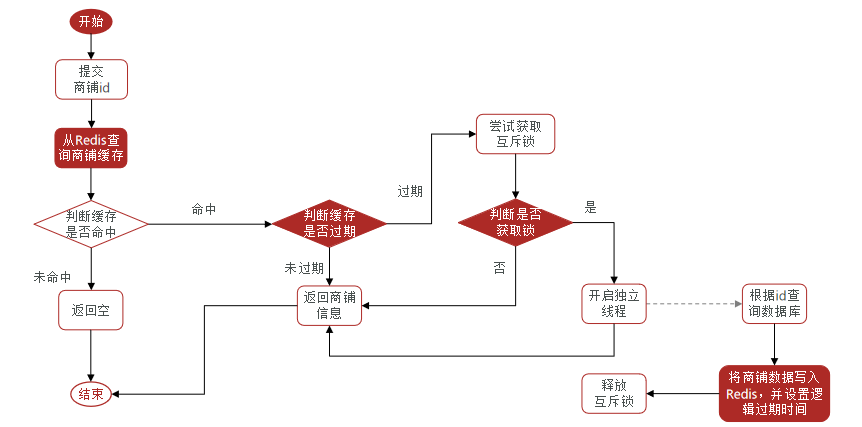 开始
提交
商铺id
从Redis查
询商铺缓存
判断缓存
是否命中
命中
未命中
返回空
结束
判断缓存
是否过期
过期
未过期
返回商铺
信息
尝试获取
互斥锁
判断是否
获取锁
是
否
开启独立
线程
根据id查
询数据库
将商铺数据写入
Redis，并设置逻
辑过期时间
释放
互斥锁